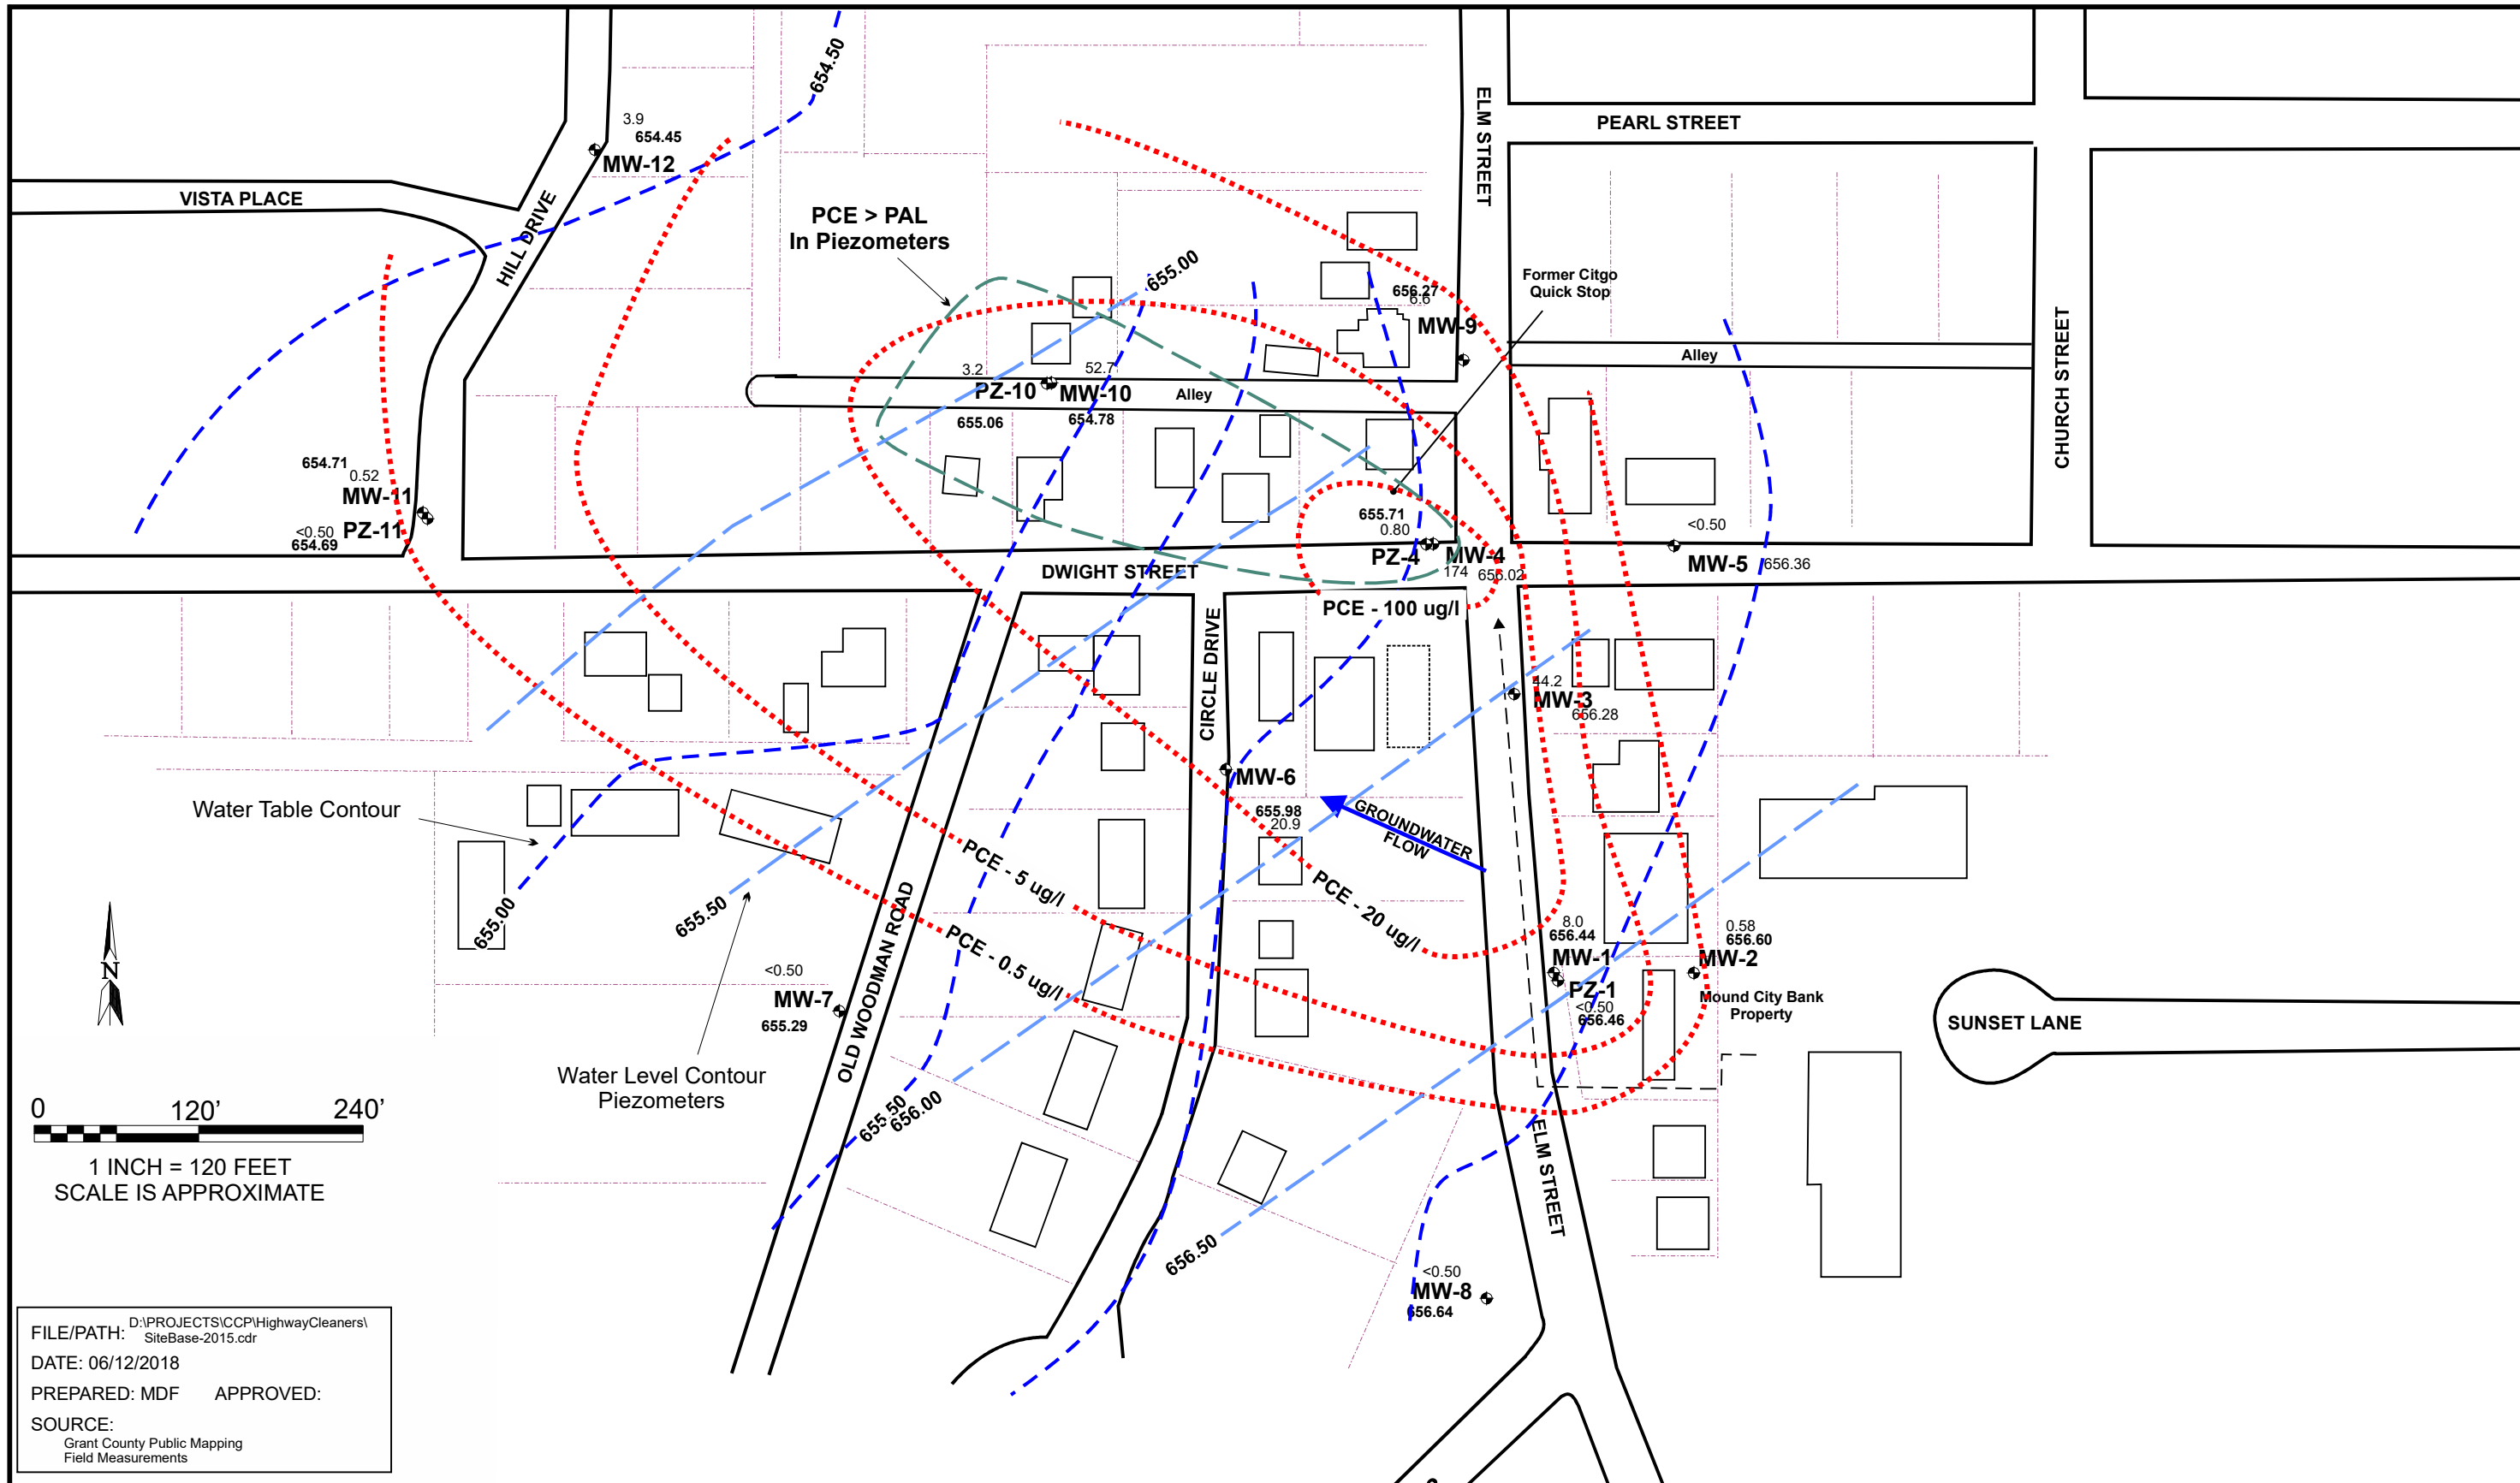 654.50
ELM STREET
PEARL STREET
3.9
654.45
MW-12
VISTA PLACE
HILL DRIVE
PCE > PAL
In Piezometers
655.00
Former Citgo
Quick Stop
656.27
6.6
MW-9
Alley
CHURCH STREET
3.2
52.7
PZ-10
MW-10
Alley
655.06
654.78
654.71
0.52
MW-11
<0.50
PZ-11
654.69
655.71
0.80
PZ-4
MW-4
174
656.02
<0.50
MW-5
656.36
DWIGHT STREET
PCE - 100 ug/l
CIRCLE DRIVE
44.2
MW-3
656.28
MW-6
655.98
20.9
GROUNDWATER
FLOW
Water Table Contour
PCE - 5 ug/l
PCE - 20 ug/l
655.00
655.50
OLD WOODMAN ROAD
PCE - 0.5 ug/l
8.0
656.44
MW-1
PZ-1
<0.50
656.46
0.58
656.60
MW-2
Mound City Bank
Property
N
<0.50
MW-7
655.29
SUNSET LANE
Water Level Contour
Piezometers
655.50
656.00
0
120’
240’
1 INCH = 120 FEET
SCALE IS APPROXIMATE
ELM STREET
656.50
<0.50
MW-8
656.64
FILE/PATH: D:\PROJECTS\CCP\HighwayCleaners\
SiteBase-2015.cdr
DATE: 06/12/2018
PREPARED: MDF APPROVED:
SOURCE:
Grant County Public Mapping
Field Measurements